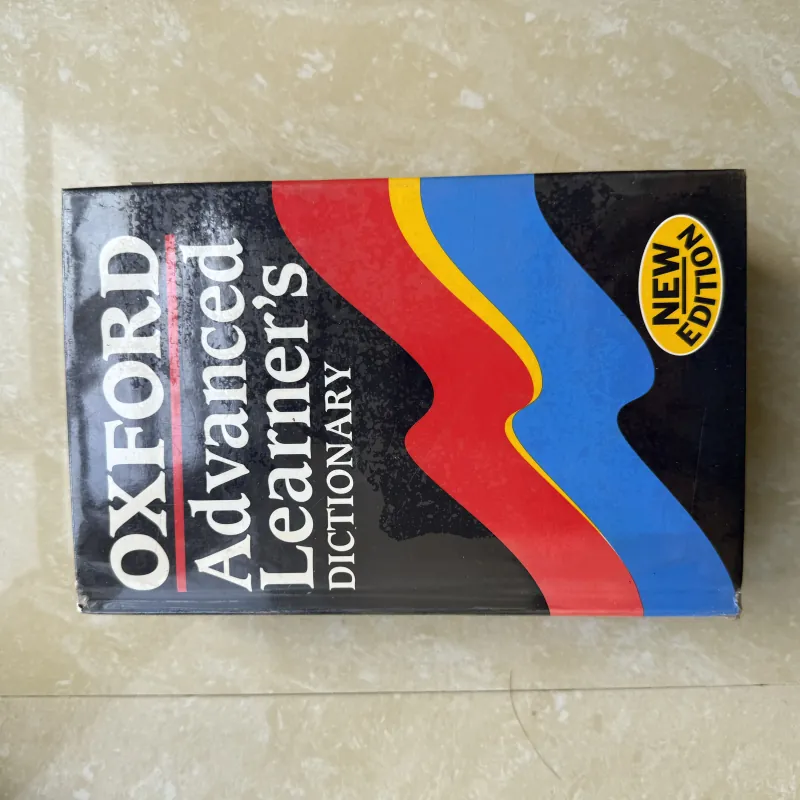 OXFORD
Advanced
Learner's
DICTIONARY
NEW
EDITION